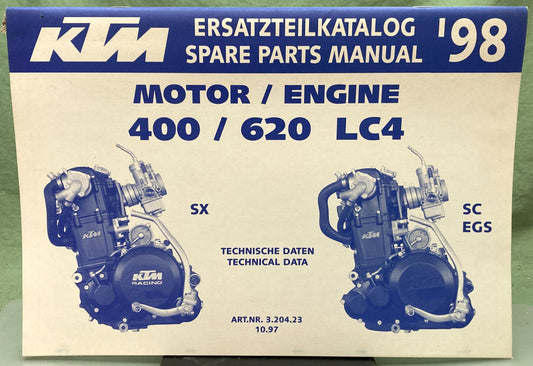 KTM
ERSATZTEILKATALOG
SPARE PARTS MANUAL
'98
MOTOR / ENGINE
400 / 620 LC4
KTM
SX
KTM
RACING
TECHNISCHE DATEN
TECHNICAL DATA
KTM
SC
EGS
ART.NR. 3.204.23
10.97